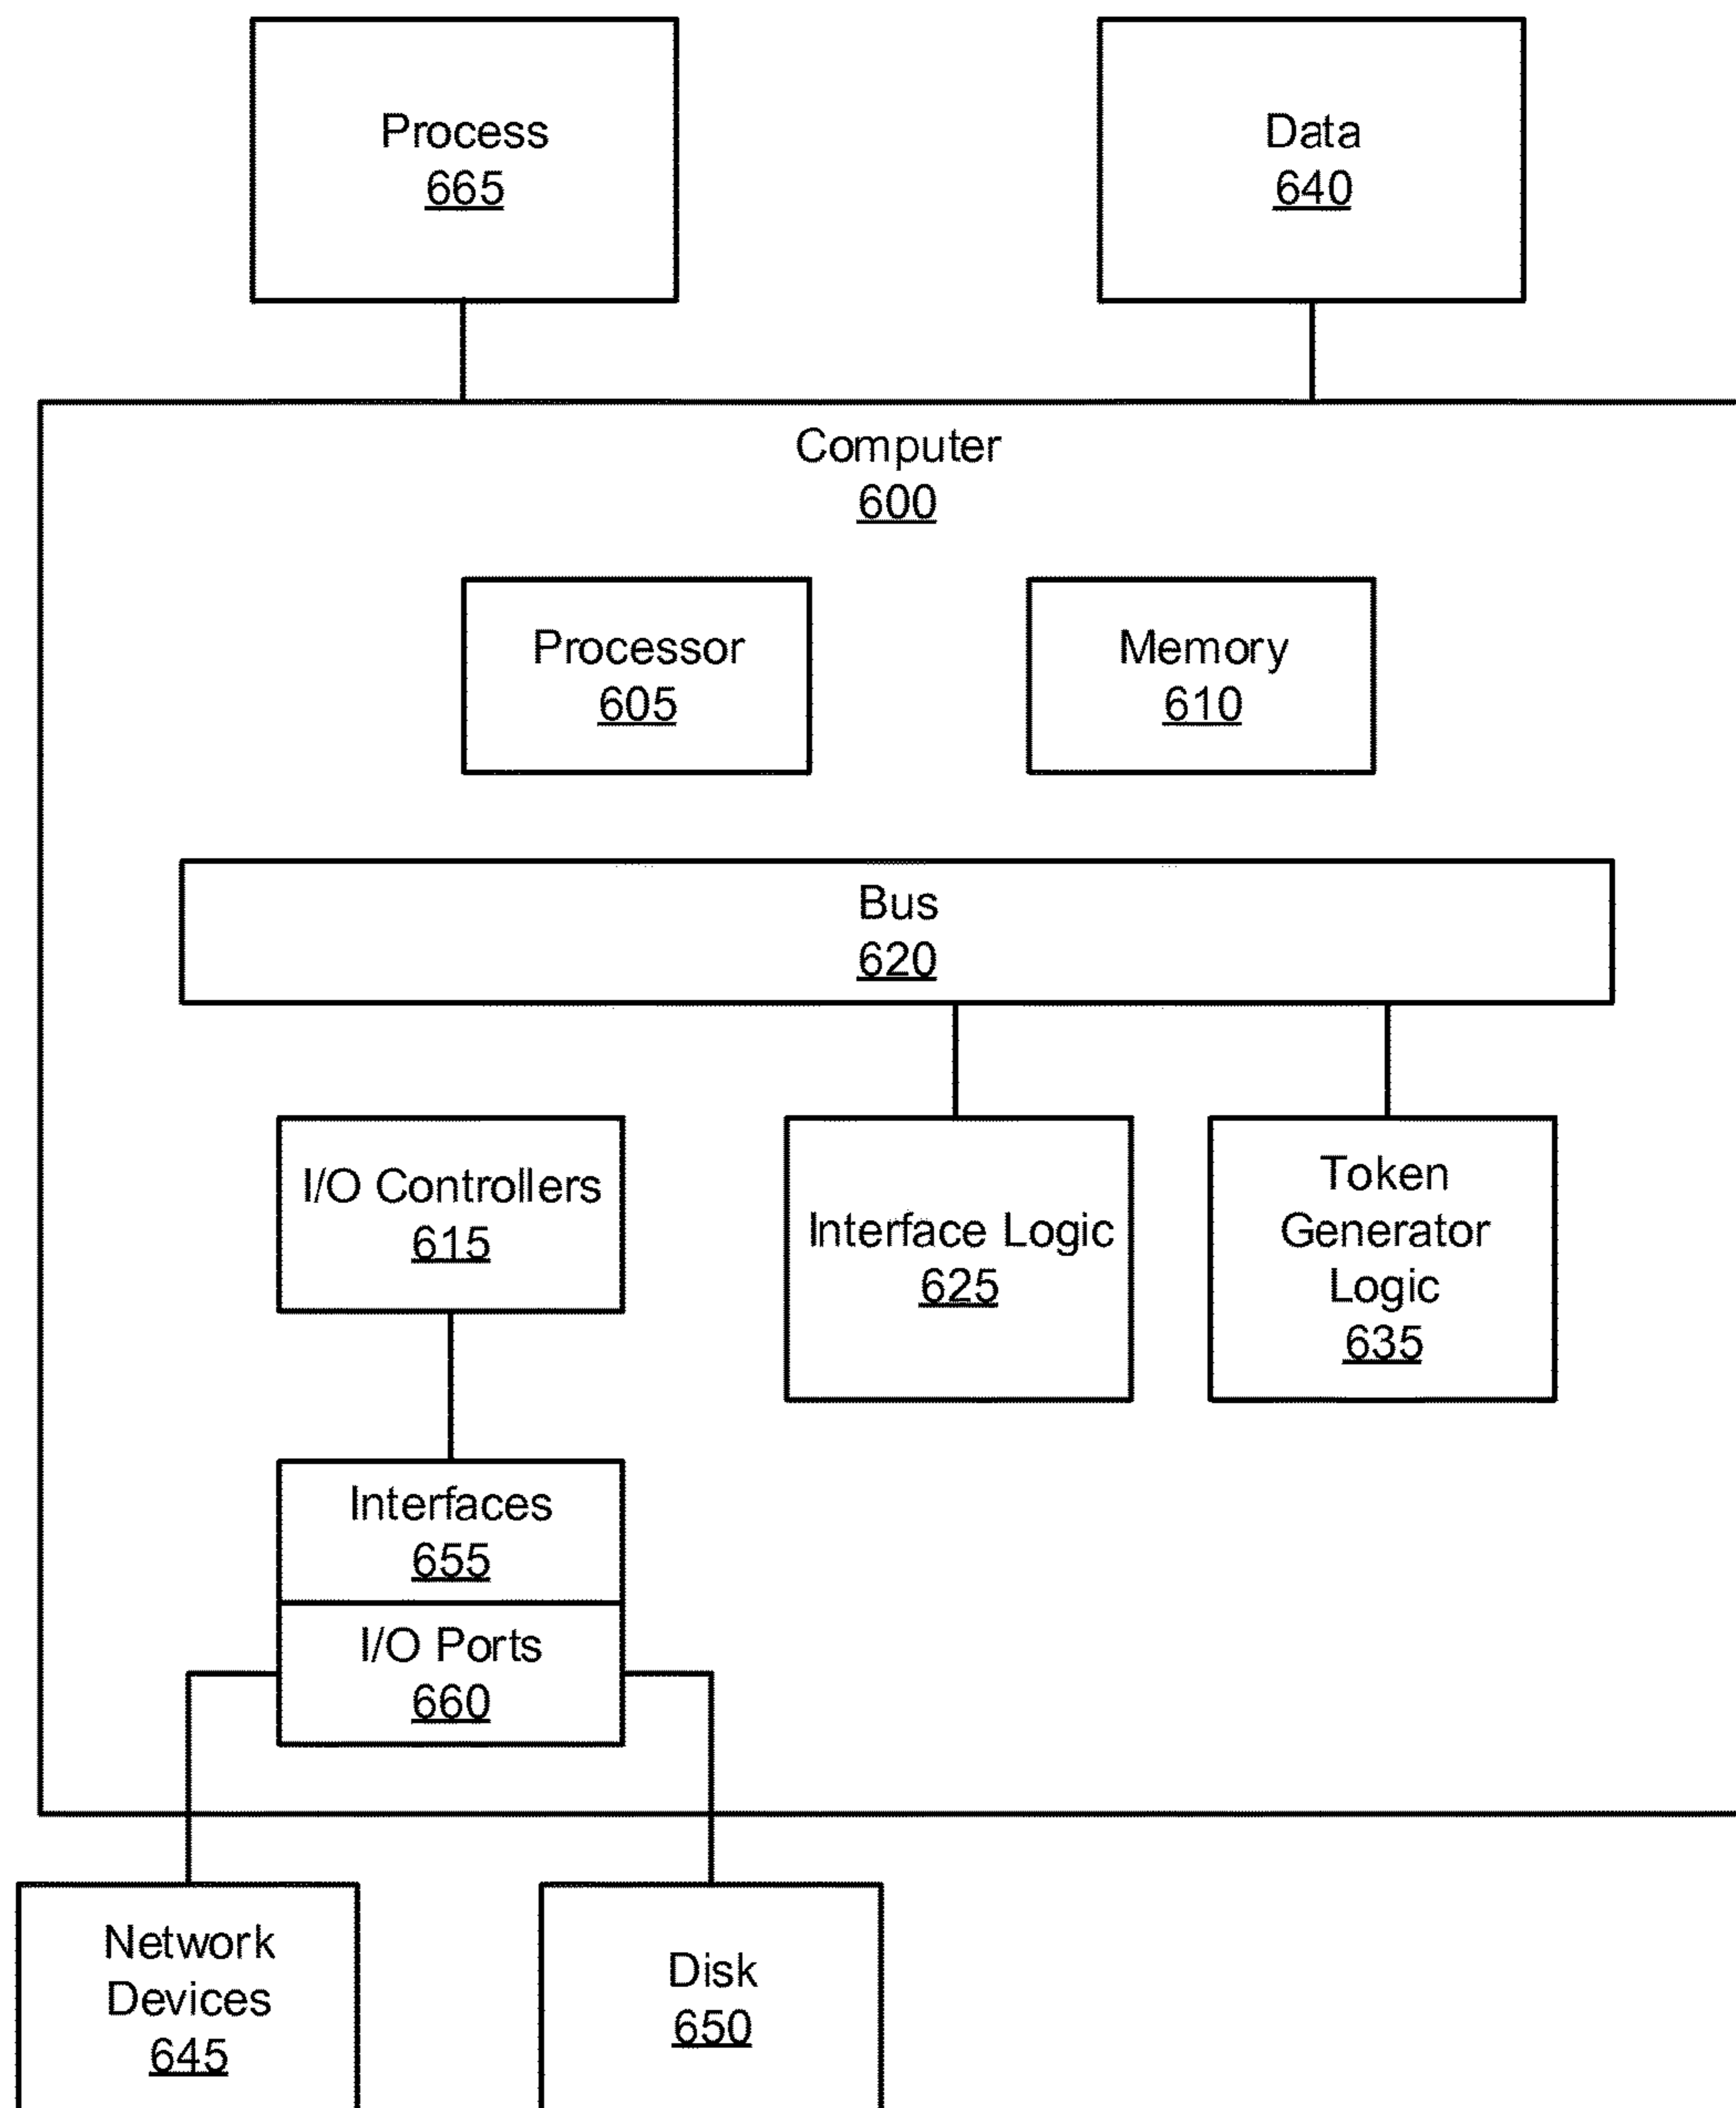 Process
665
Data
640
Computer
600
Processor
605
Memory
610
Bus
620
I/O Controllers
615
Interface Logic
625
Token
Generator
Logic
635
Interfaces
655
I/O Ports
660
Network
Devices
645
Disk
650